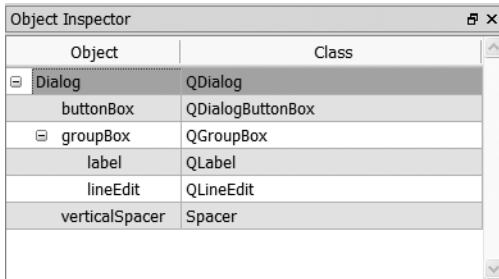 Object Inspector
Object Class
Dialog QDialog
buttonBox QDialogButtonBox
groupBox QGroupBox
label QLabel
lineEdit QLineEdit
verticalSpacer Spacer